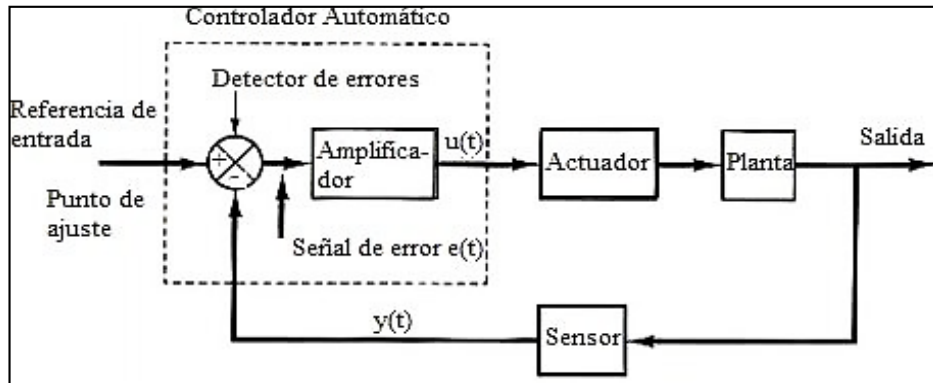 Controlador Automático
Detector de errores
Referencia de
entrada
+
-
Amplifica-
dor
u(t)
Actuador
Planta
Salida
Punto de
ajuste
Señal de error e(t)
y(t)
Sensor